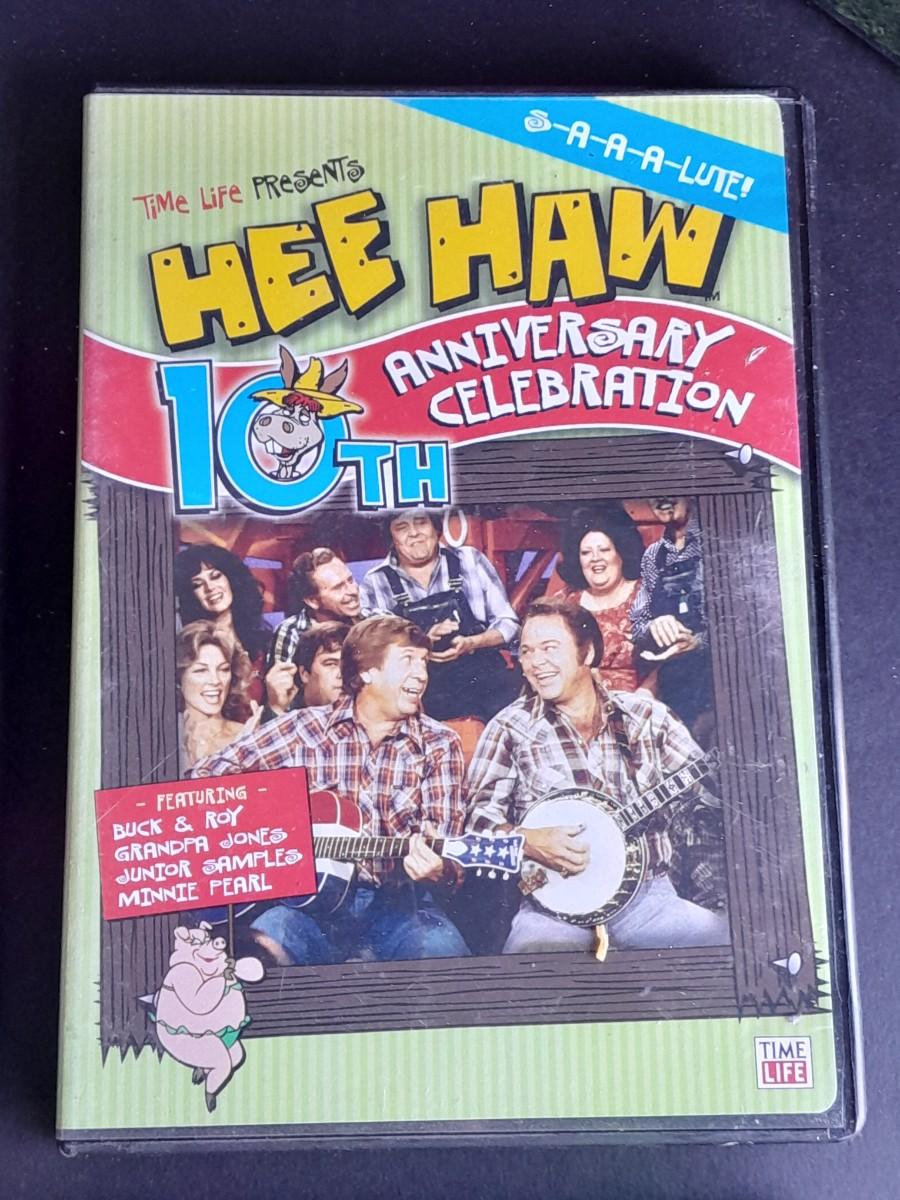 S-A-A-A-LUTE!
TIME LIFE PRESENTS
HEE HAW
TM
ANNIVERSARY
CELEBRATION
10TH
- FEATURING -
BUCK & ROY
GRANDPA JONES
JUNIOR SAMPLES
MINNIE PEARL
TIME
LIFE